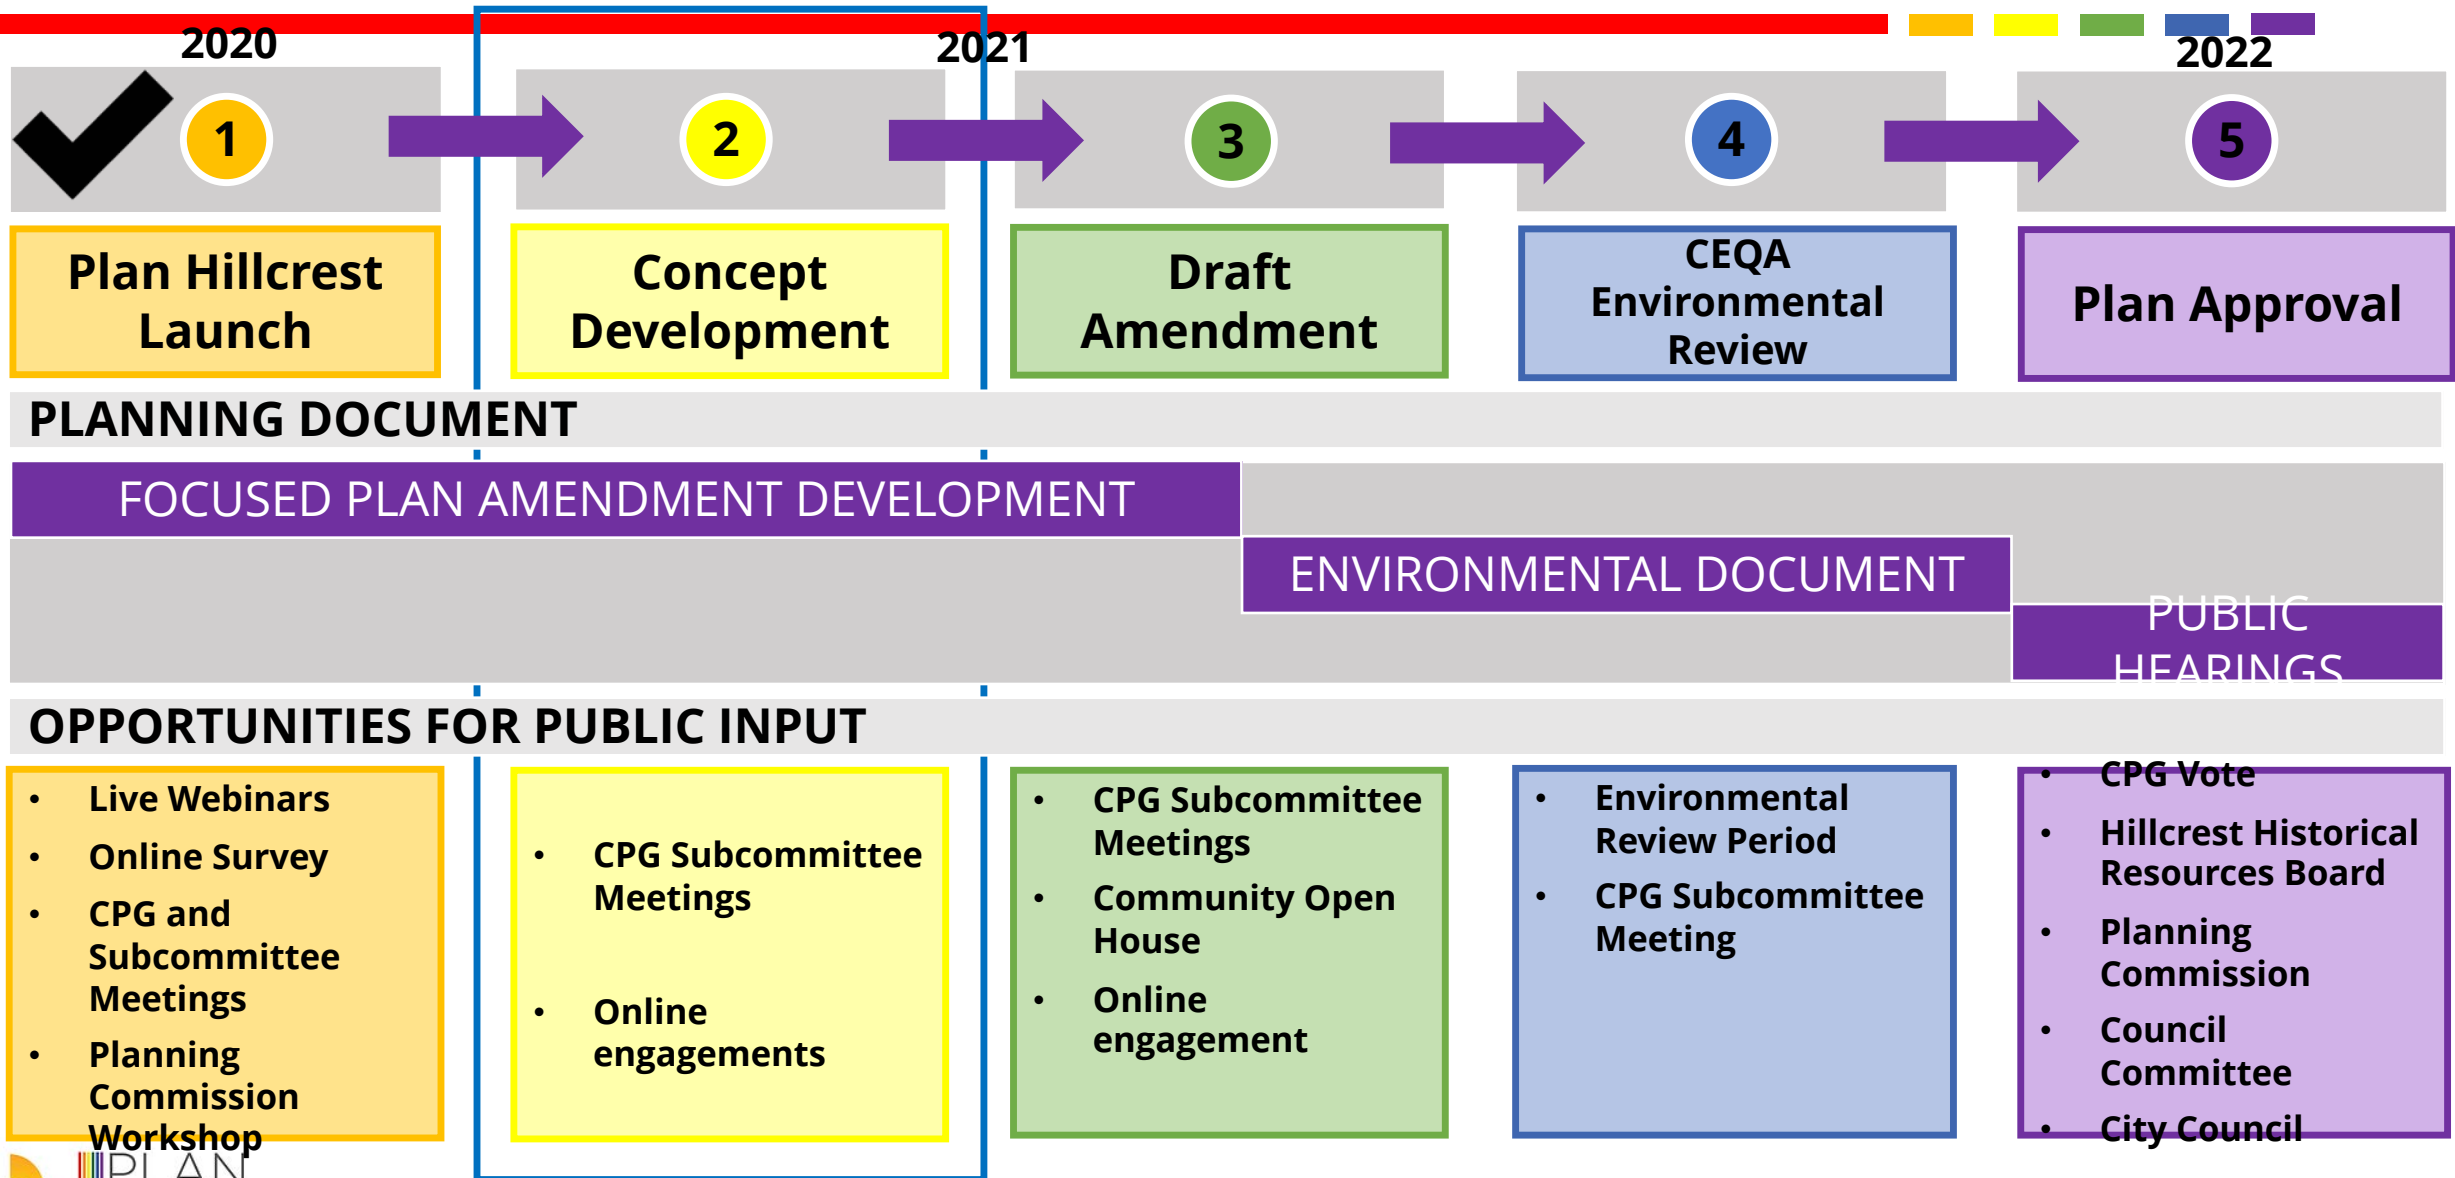 2020
2021
2022
1
2
3
4
5
Plan Hillcrest
Launch
Concept
Development
Draft
Amendment
CEQA
Environmental
Review
Plan Approval
PLANNING DOCUMENT
FOCUSED PLAN AMENDMENT DEVELOPMENT
ENVIRONMENTAL DOCUMENT
PUBLIC
HEARINGS
OPPORTUNITIES FOR PUBLIC INPUT
• Live Webinars
• Online Survey
• CPG and
Subcommittee
Meetings
• Planning
Commission
Workshop
• CPG Subcommittee
Meetings
• Online
engagements
• CPG Subcommittee
Meetings
• Community Open
House
• Online
engagement
• Environmental
Review Period
• CPG Subcommittee
Meeting
• CPG Vote
• Hillcrest Historical
Resources Board
• Planning
Commission
• Council
Committee
• City Council
PLAN